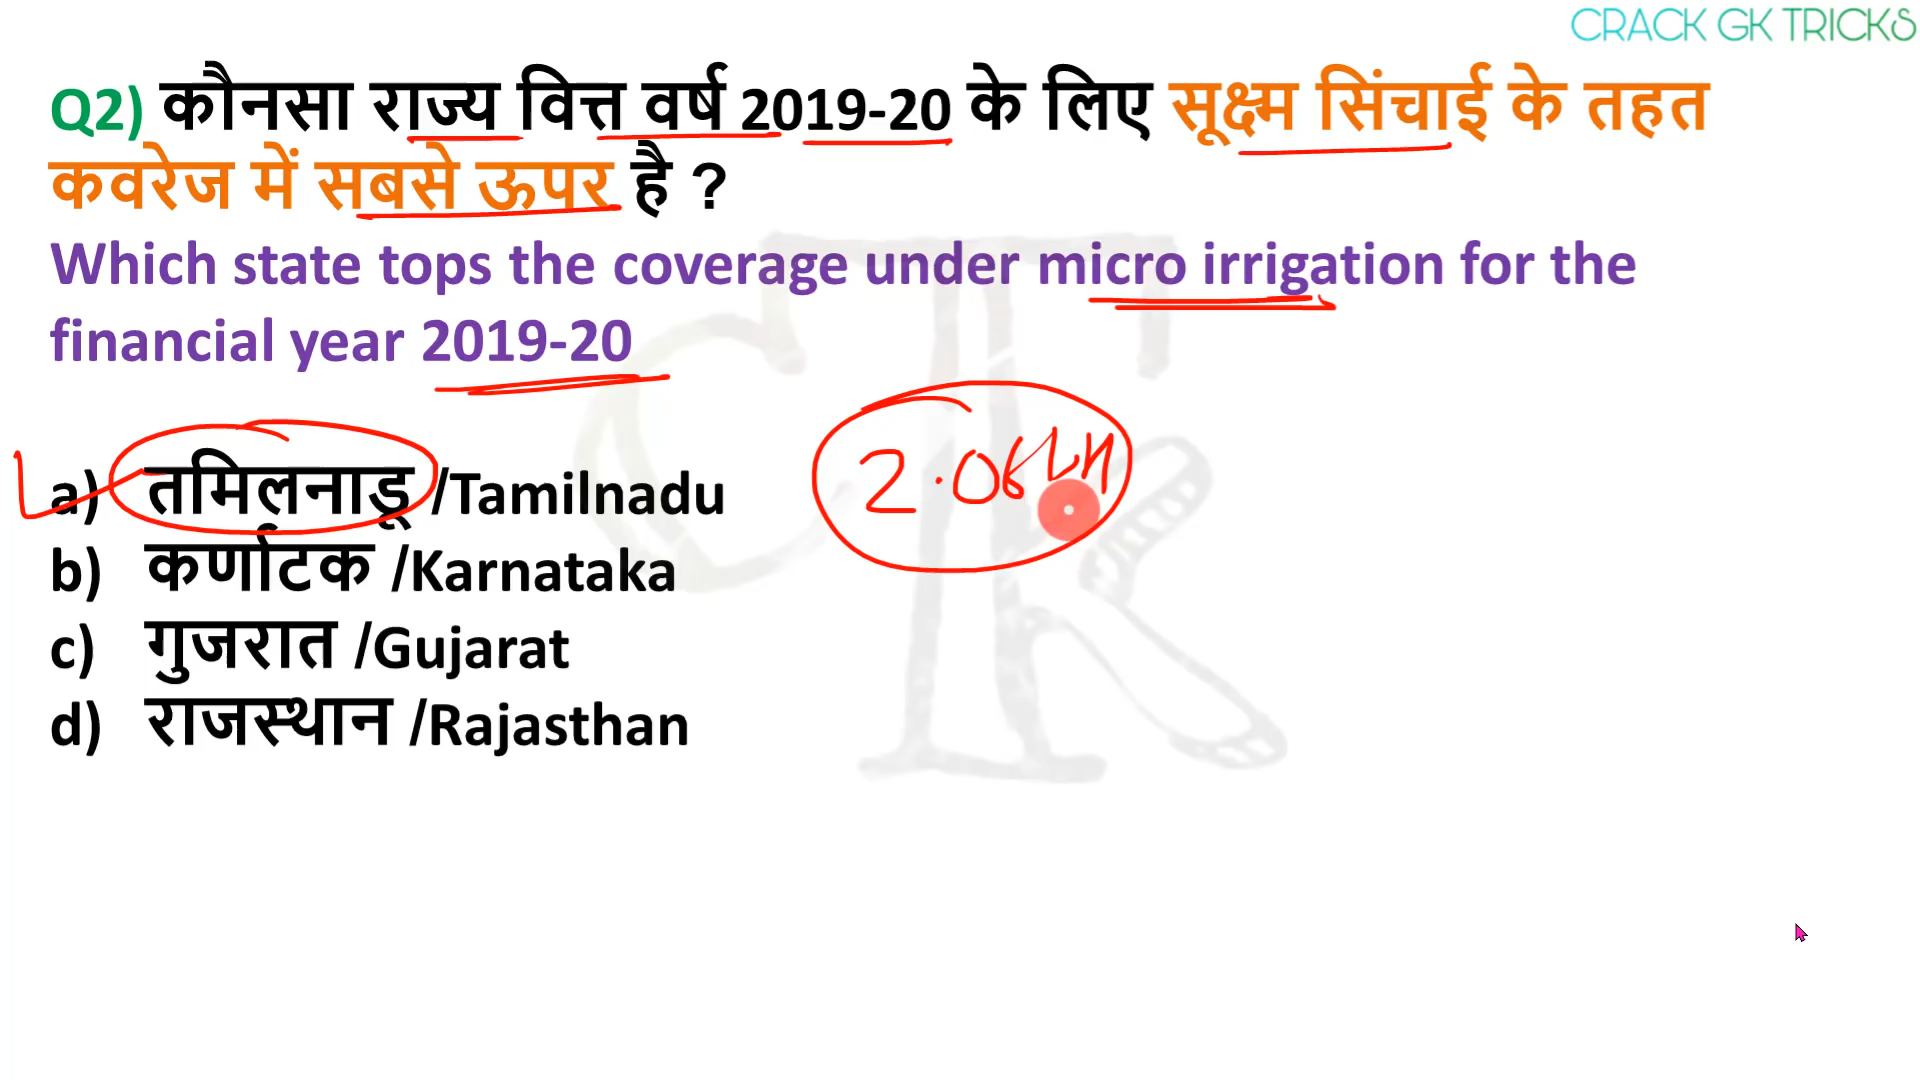 CRACK GK TRICKS
Q2) कौनसा राज्य वित्त वर्ष 2019-20 के लिए सूक्ष्म सिंचाई के तहत
कवरेज में सबसे ऊपर है ?
Which state tops the coverage under micro irrigation for the
financial year 2019-20
a) तमिलनाडू /Tamilnadu
2.06
b) कर्णाटक /Karnataka
c) गुजरात /Gujarat
d) राजस्थान /Rajasthan